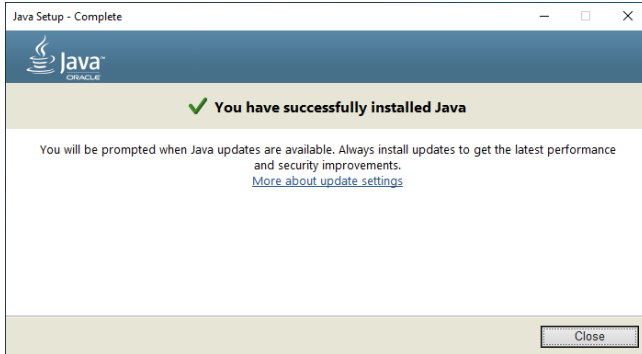 Java Setup - Complete
Java
ORACLE
You have successfully installed Java
You will be prompted when Java updates are available. Always install updates to get the latest performance
and security improvements.
More about update settings
Close